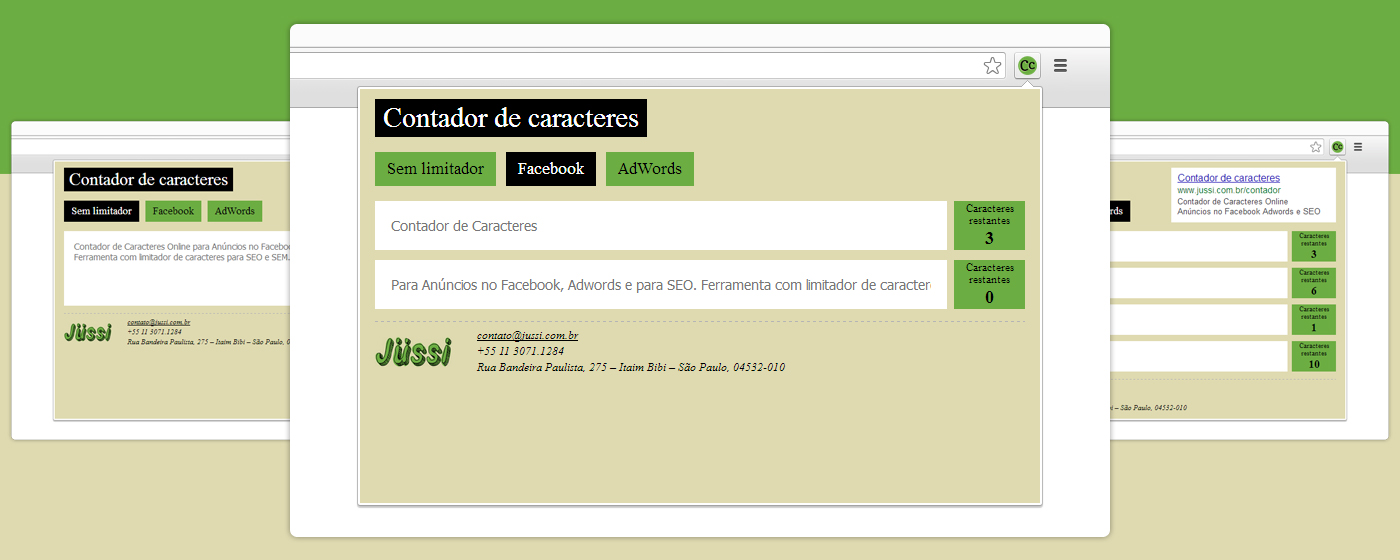 Cc
Contador de caracteres
Sem limitador Facebook AdWords
Contador de Caracteres
Caracteres
restantes
3
Para Anúncios no Facebook, Adwords e para SEO. Ferramenta com limitador de
Caracteres
restantes
0
Jüssi
contato@jussi.com.br
+55 11 3071.1284
Rua Bandeira Paulista, 275 – Itaim Bibi – São Paulo, 04532-010
Contador de caracteres
Sem limitador Facebook AdWords
Contador de Caracteres Online para Anúncios no
Ferramenta com limitador de caracteres para SEO e SEM.
Jüssi
contato@jussi.com.br
+55 11 3071.1284
Rua Bandeira Paulista, 275 – Itaim Bibi – São Paulo,
Cc
Contador de caracteres
www.jussi.com.br/contador
Contador de Caracteres Online
Anúncios no Facebook Adwords e SEO
Caracteres
restantes
3
Caracteres
restantes
6
Caracteres
restantes
1
Caracteres
restantes
10
– São Paulo, 04532-010